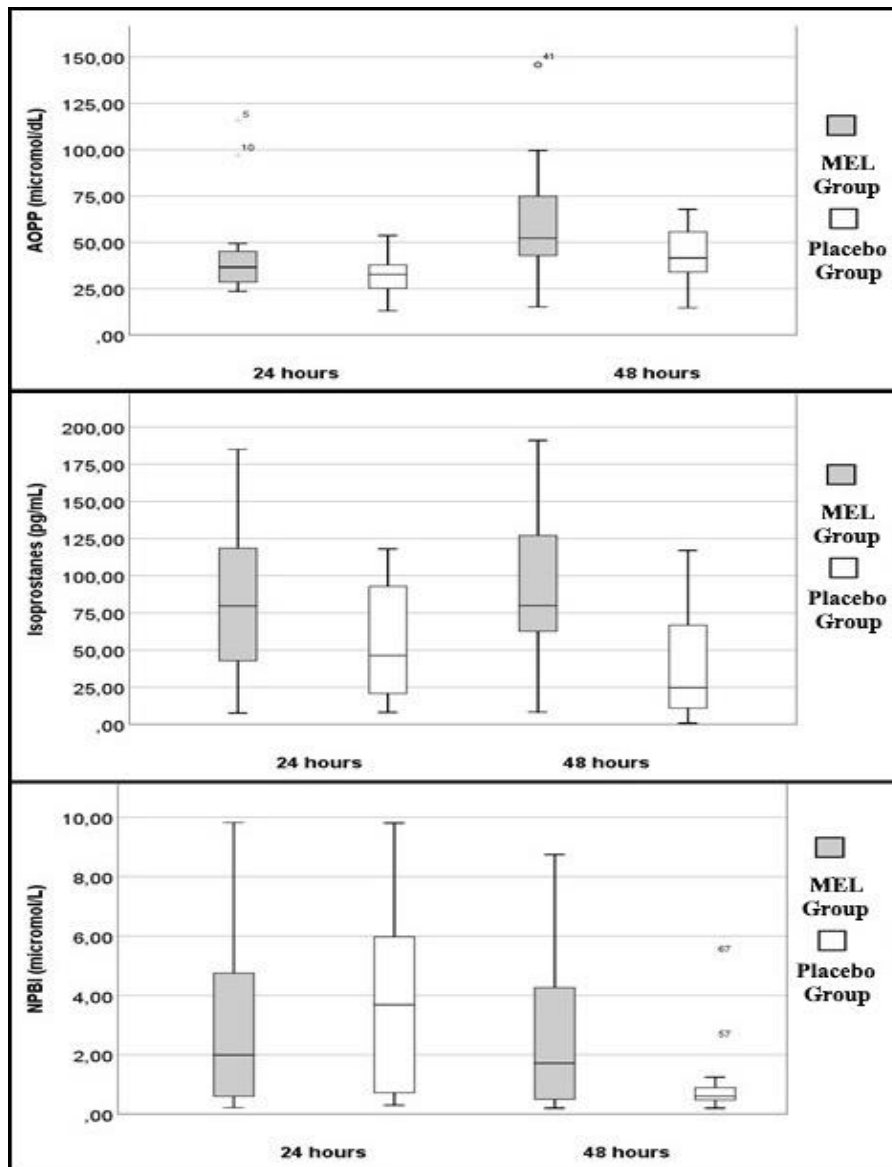 AOPP (micromol/dL)
150,00
125,00
100,00
75,00
50,00
25,00
,00
5
10
41
24 hours
48 hours
MEL
Group
Placebo
Group
Isoprostanes (pg/mL)
200,00
175,00
150,00
125,00
100,00
75,00
50,00
25,00
,00
24 hours
48 hours
MEL
Group
Placebo
Group
NPBI (micromol/L)
10,00
8,00
6,00
4,00
2,00
,00
67
57
24 hours
48 hours
MEL
Group
Placebo
Group